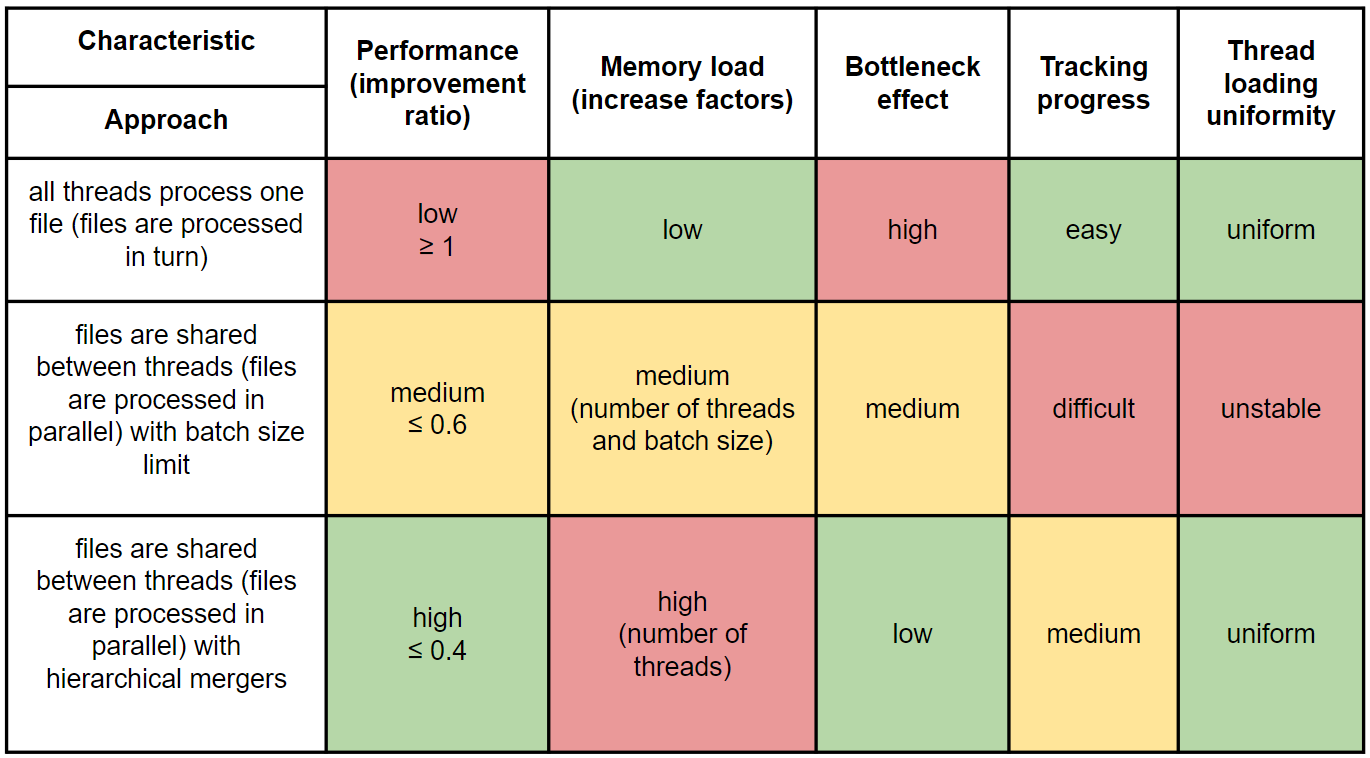 Characteristic
Approach
Performance
(improvement
ratio)
Memory load
(increase factors)
Bottleneck
effect
Tracking
progress
Thread
loading
uniformity
all threads process one
file (files are processed
in turn)
low
≥ 1
low
high
easy
uniform
files are shared
between threads (files
are processed in
parallel) with batch size
limit
medium
≤ 0.6
medium
(number of threads
and batch size)
medium
difficult
unstable
files are shared
between threads (files
are processed in
parallel) with
hierarchical mergers
high
≤ 0.4
high
(number of
threads)
low
medium
uniform